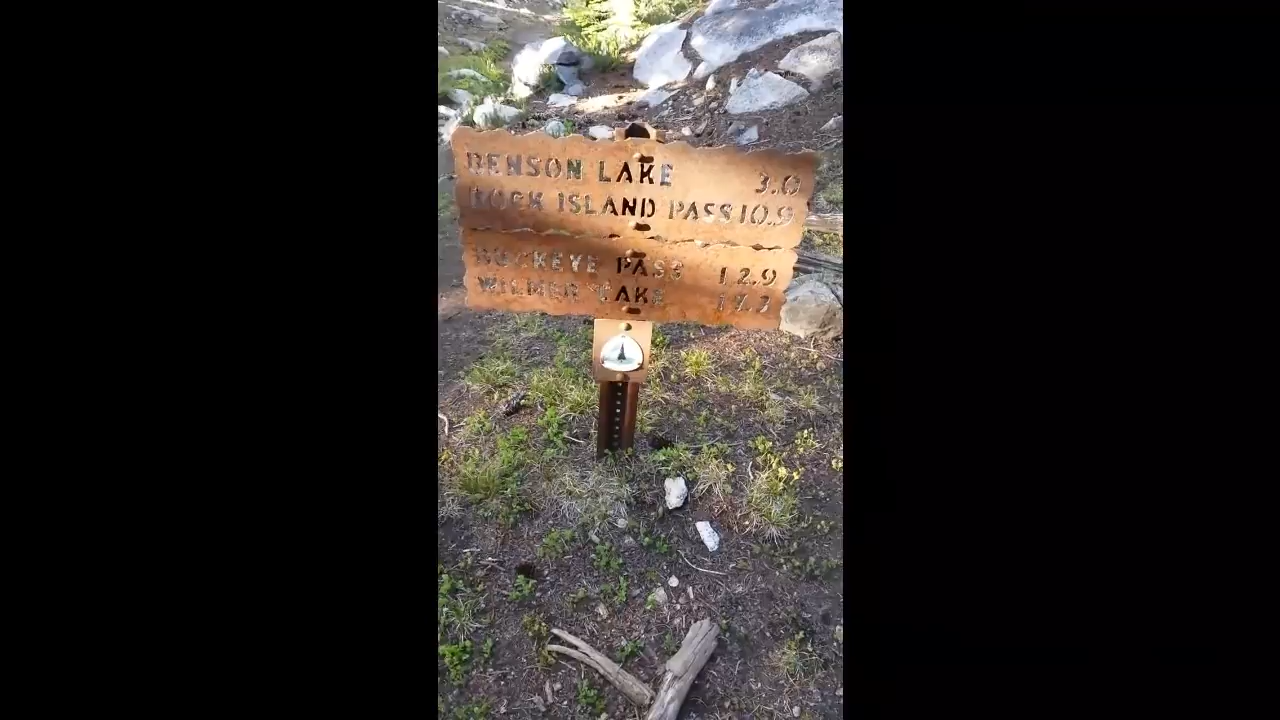 BENSON LAKE 3.0
ROCK ISLAND PASS 10.9
BUCKEYE PASS 12.9
WILMER LAKE